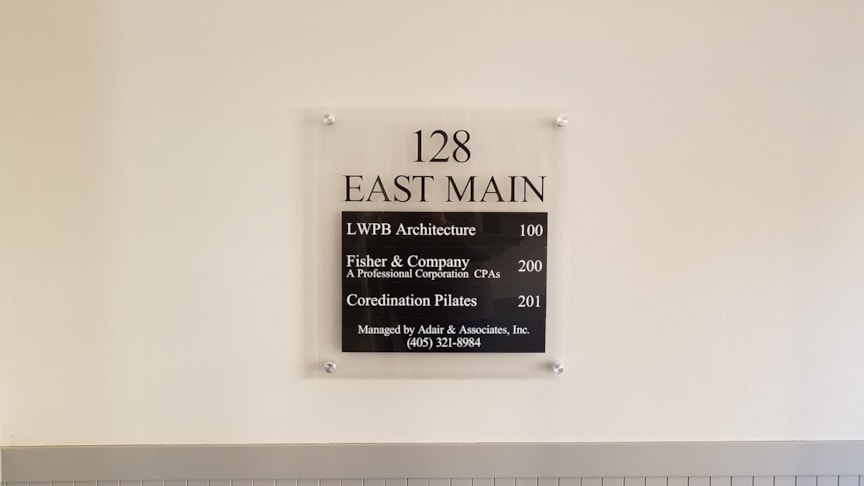 128
EAST MAIN
LWPB Architecture 100
Fisher & Company 200
A Professional Corporation CPAs
Coredination Pilates 201
Managed by Adair & Associates, Inc.
(405) 321-8984